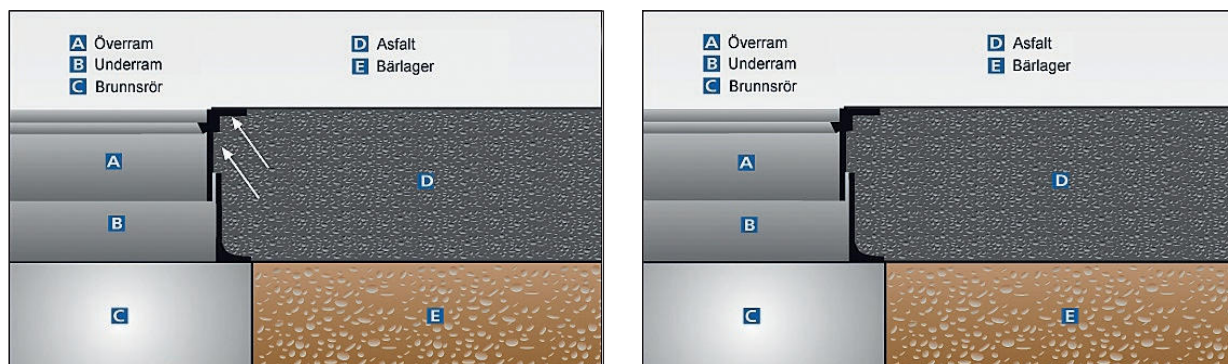 A Överram
B Underram
C Brunnsrör
D Asfalt
E Bärlager
A
B
C
D
E
A Överram
B Underram
C Brunnsrör
D Asfalt
E Bärlager
A
B
C
D
E